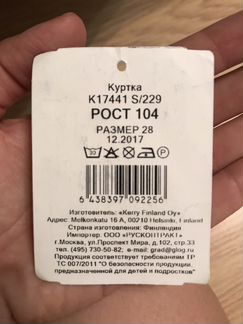 Куртка
K17441 S/229
РОСТ 104
РАЗМЕР 28
12.2017
30
6 438397 092256
Изготовитель: «Kerry Finland Oy»
Адрес: Melkonkatu 16 A, 00210 Helsinki, Finland
Страна изготовления: Финляндия
Импортер: ООО «РУСКОНТРАКТ»
г.Москва, ул.Проспект Мира, д.102, стр.33
тел. (495) 730-50-82; e-mail: grad@glog.ru
Продукция соответствует требованиям ТР
ТС 007/2011 "О безопасности продукции,
предназначенной для детей и подростков"